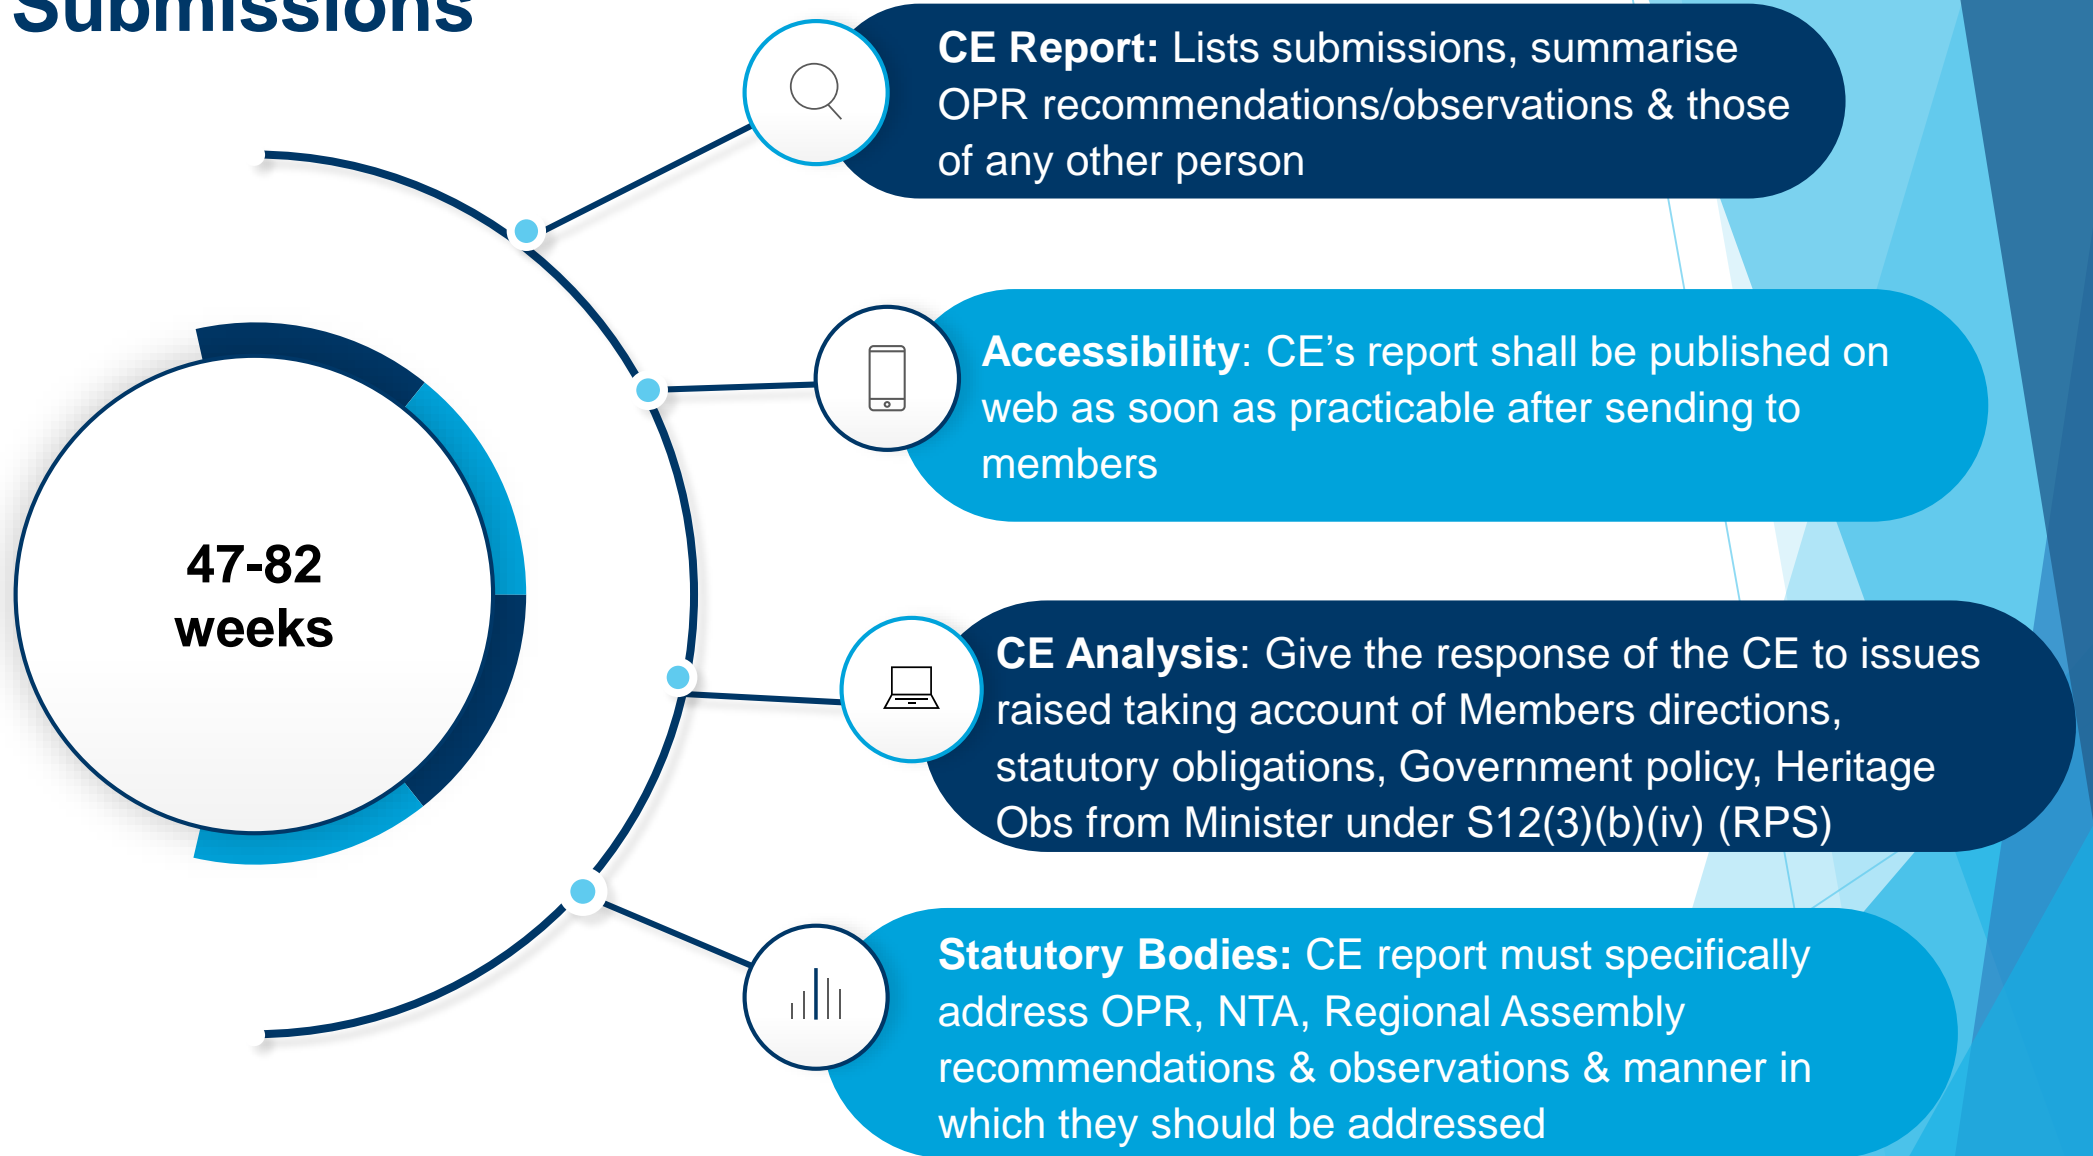 Submissions
CE Report: Lists submissions, summarise
OPR recommendations/observations & those
of any other person
Accessibility: CE’s report shall be published on
web as soon as practicable after sending to
members
47-82
weeks
CE Analysis: Give the response of the CE to issues
raised taking account of Members directions,
statutory obligations, Government policy, Heritage
Obs from Minister under S12(3)(b)(iv) (RPS)
Statutory Bodies: CE report must specifically
address OPR, NTA, Regional Assembly
recommendations & observations & manner in
which they should be addressed